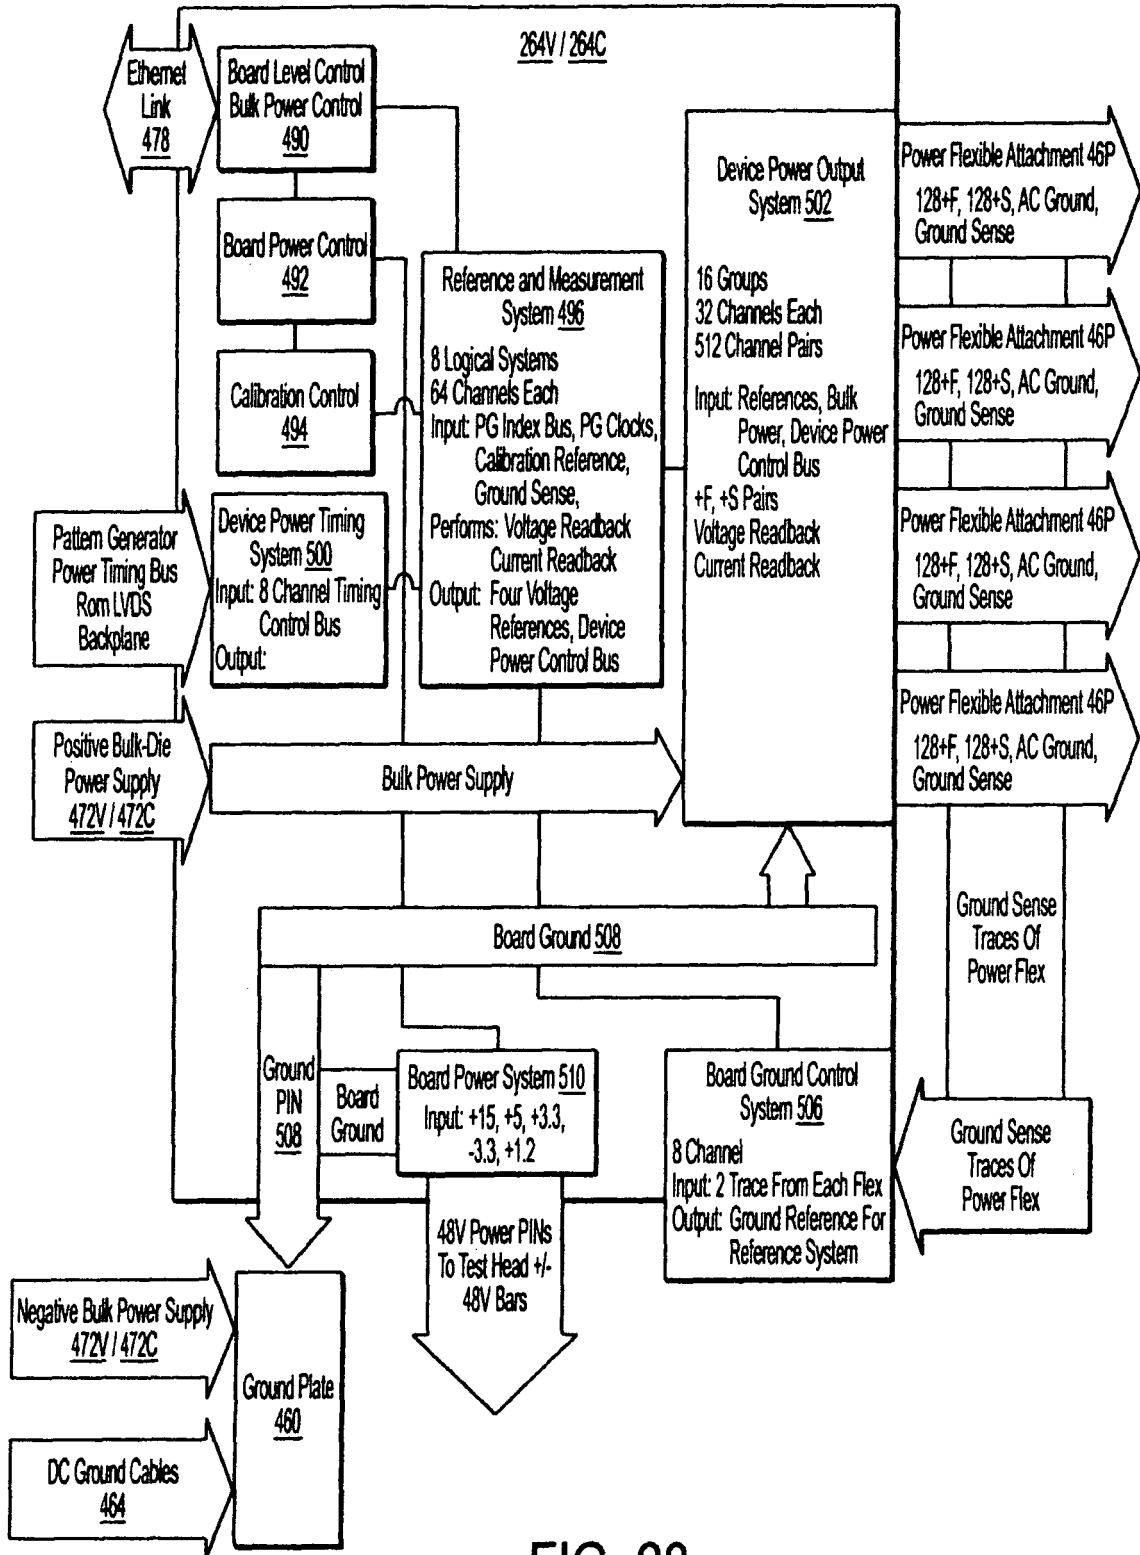 264V / 264C
Ethernet
Link
478
Board Level Control
Bulk Power Control
490
Board Power Control
492
Calibration Control
494
Reference and Measurement
System 496
8 Logical Systems
64 Channels Each
Input: PG Index Bus, PG Clocks,
Calibration Reference,
Ground Sense,
Performs: Voltage Readback
Current Readback
Output: Four Voltage
References, Device
Power Control Bus
Device Power Output
System 502
16 Groups
32 Channels Each
512 Channel Pairs
Input: References, Bulk
Power, Device Power
Control Bus
+F, +S Pairs
Voltage Readback
Current Readback
Power Flexible Attachment 46P
128+F, 128+S, AC Ground,
Ground Sense
Power Flexible Attachment 46P
128+F, 128+S, AC Ground,
Ground Sense
Power Flexible Attachment 46P
128+F, 128+S, AC Ground,
Ground Sense
Power Flexible Attachment 46P
128+F, 128+S, AC Ground,
Ground Sense
Pattern Generator
Power Timing Bus
Rom LVDS
Backplane
Device Power Timing
System 500
Input: 8 Channel Timing
Control Bus
Output:
Positive Bulk-Die
Power Supply
472V / 472C
Bulk Power Supply
Board Ground 508
Ground Sense
Traces Of
Power Flex
Ground
PIN
508
Board
Ground
Board Power System 510
Input: +15, +5, +3.3,
-3.3, +1.2
Board Ground Control
System 506
8 Channel
Input: 2 Trace From Each Flex
Output: Ground Reference For
Reference System
Ground Sense
Traces Of
Power Flex
48V Power PINs
To Test Head +/-
48V Bars
Negative Bulk Power Supply
472V / 472C
Ground Plate
460
DC Ground Cables
464